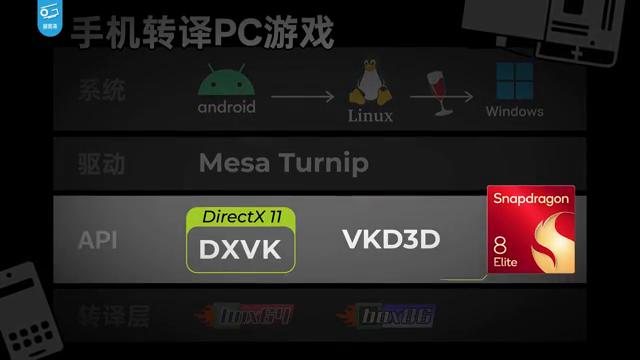 手机转译PC游戏
系统
android
Linux
Windows
驱动
Mesa Turnip
API
DirectX 11
DXVK
VKD3D
Snapdragon
8
Elite
转译层
box64
box86